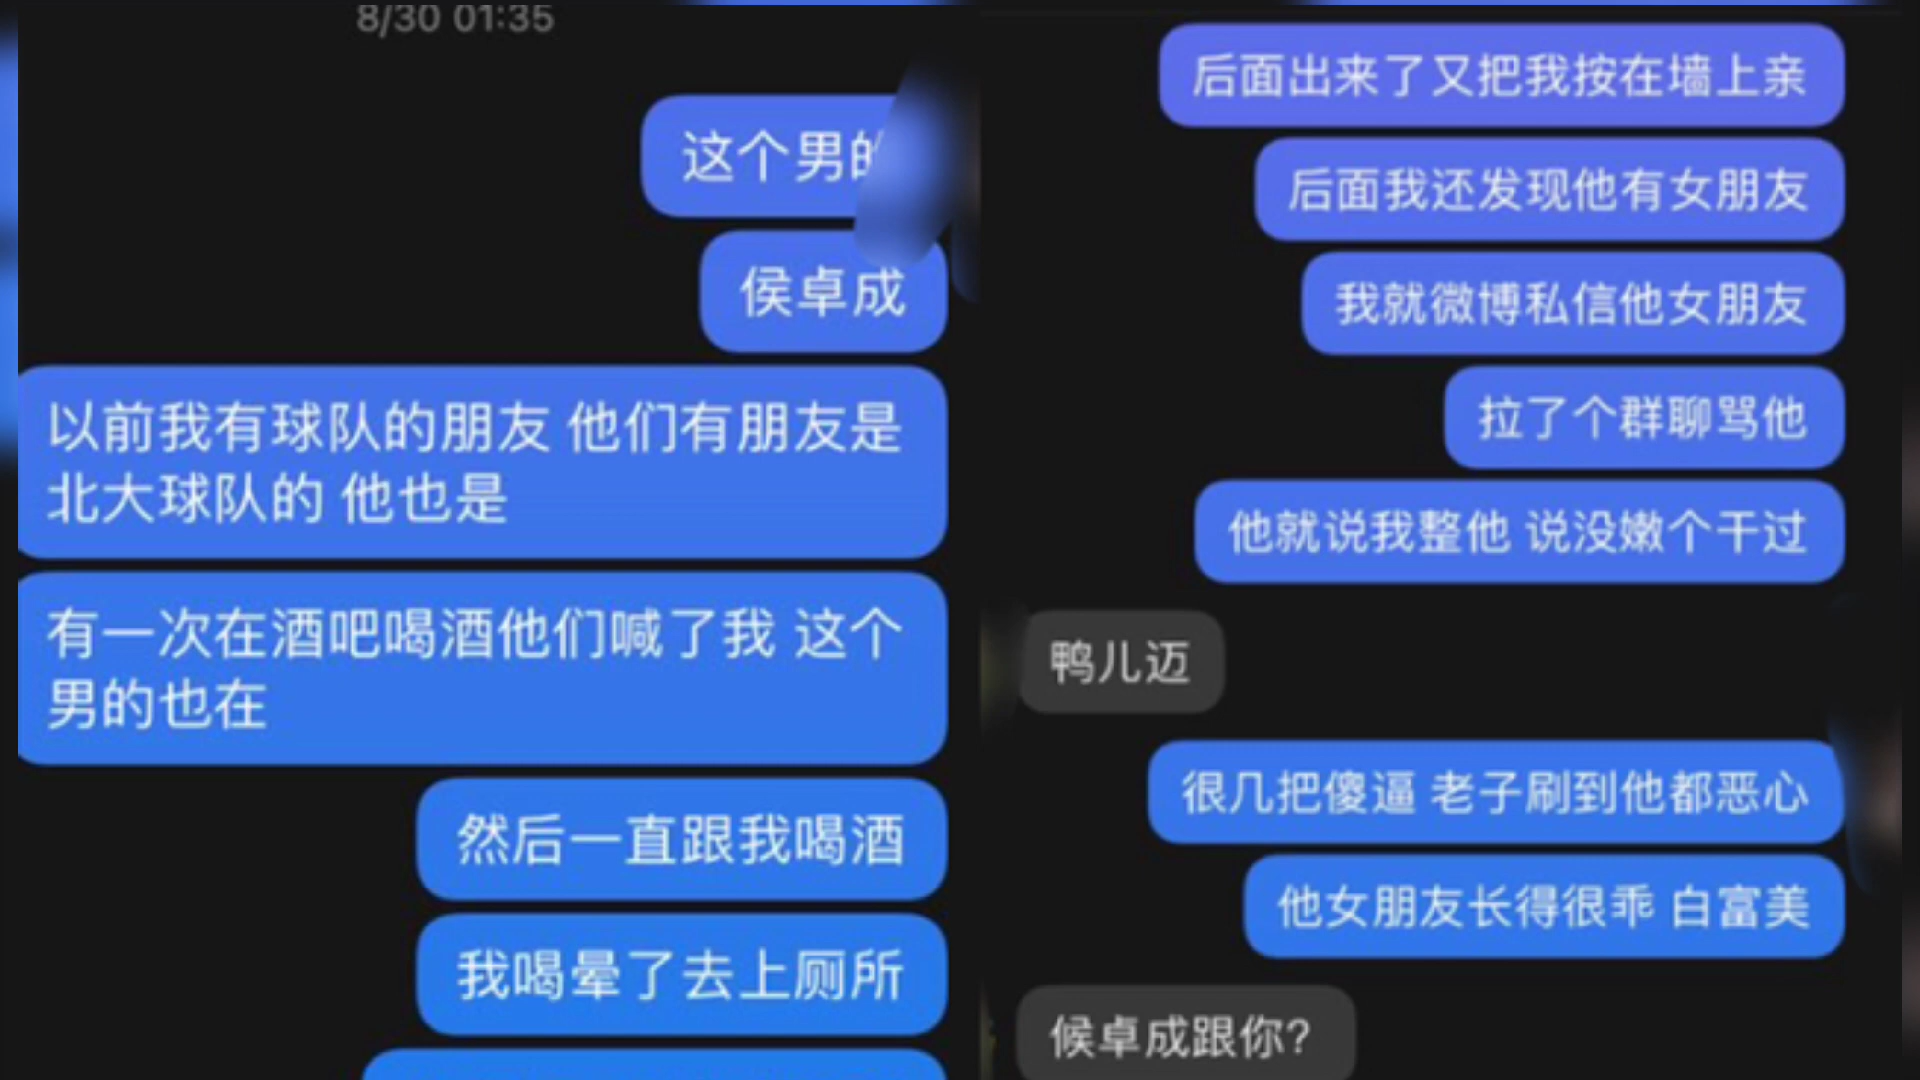 8/30 01:35
这个男的
侯卓成
以前我有球队的朋友 他们有朋友是
北大球队的 他也是
有一次在酒吧喝酒他们喊了我 这个
男的也在
然后一直跟我喝酒
我喝晕了去上厕所
后面出来了又把我按在墙上亲
后面我还发现他有女朋友
我就微博私信他女朋友
拉了个群聊骂他
他就说我整他 说没嫩个干过
鸭儿迈
很几把傻逼 老子刷到他都恶心
他女朋友长得很乖 白富美
候卓成跟你?